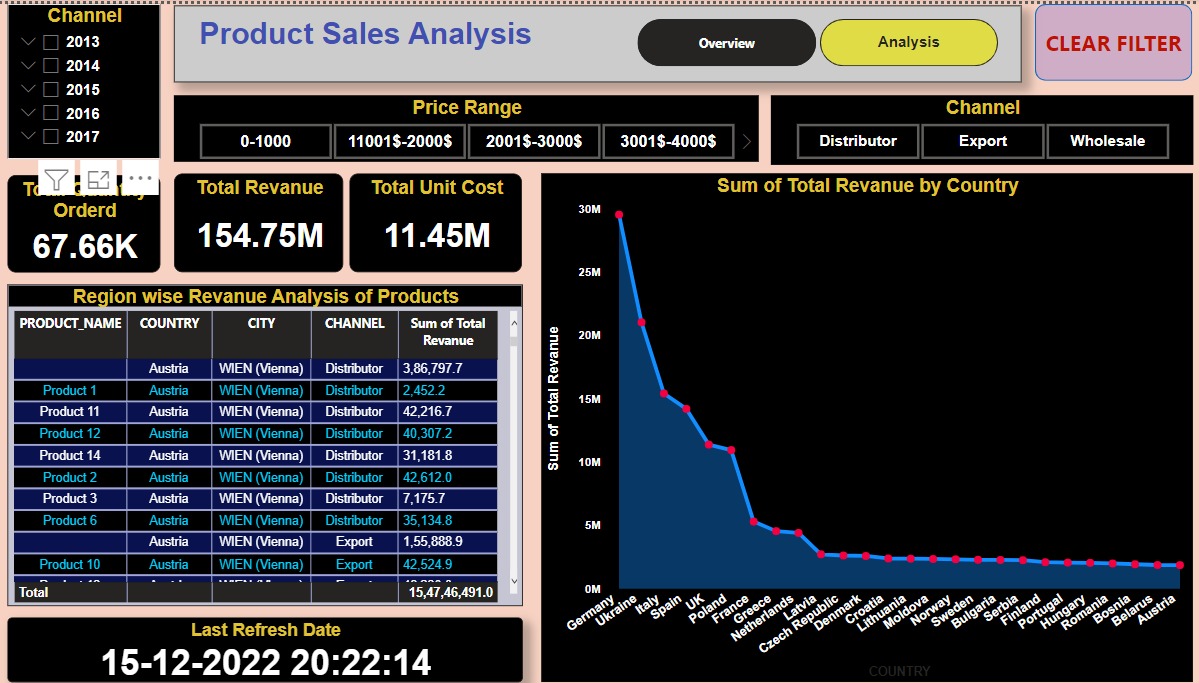 Channel
2013
2014
2015
2016
2017
Product Sales Analysis
Overview
Analysis
CLEAR FILTER
Price Range
0-1000
11001$-2000$
2001$-3000$
3001$-4000$
Channel
Distributor
Export
Wholesale
Orderd
67.66K
Total Revanue
154.75M
Total Unit Cost
11.45M
Region wise Revanue Analysis of Products
PRODUCT_NAME COUNTRY CITY CHANNEL Sum of Total
Revanue
Austria WIEN (Vienna) Distributor 3,86,797.7
Product 1 Austria WIEN (Vienna) Distributor 2,452.2
Product 11 Austria WIEN (Vienna) Distributor 42,216.7
Product 12 Austria WIEN (Vienna) Distributor 40,307.2
Product 14 Austria WIEN (Vienna) Distributor 31,181.8
Product 2 Austria WIEN (Vienna) Distributor 42,612.0
Product 3 Austria WIEN (Vienna) Distributor 7,175.7
Product 6 Austria WIEN (Vienna) Distributor 35,134.8
Austria WIEN (Vienna) Export 1,55,888.9
Product 10 Austria WIEN (Vienna) Export 42,524.9
Total 15,47,46,491.0
Last Refresh Date
15-12-2022 20:22:14
Sum of Total Revanue by Country
Sum of Total Revanue
30M
25M
20M
15M
10M
5M
0M
Germany
Ukraine
Italy
Spain
UK
Poland
France
Greece
Netherlands
Latvia
Czech Republic
Denmark
Croatia
Lithuania
Moldova
Norway
Sweden
Bulgaria
Serbia
Finland
Portugal
Hungary
Romania
Bosnia
Belarus
Austria
COUNTRY